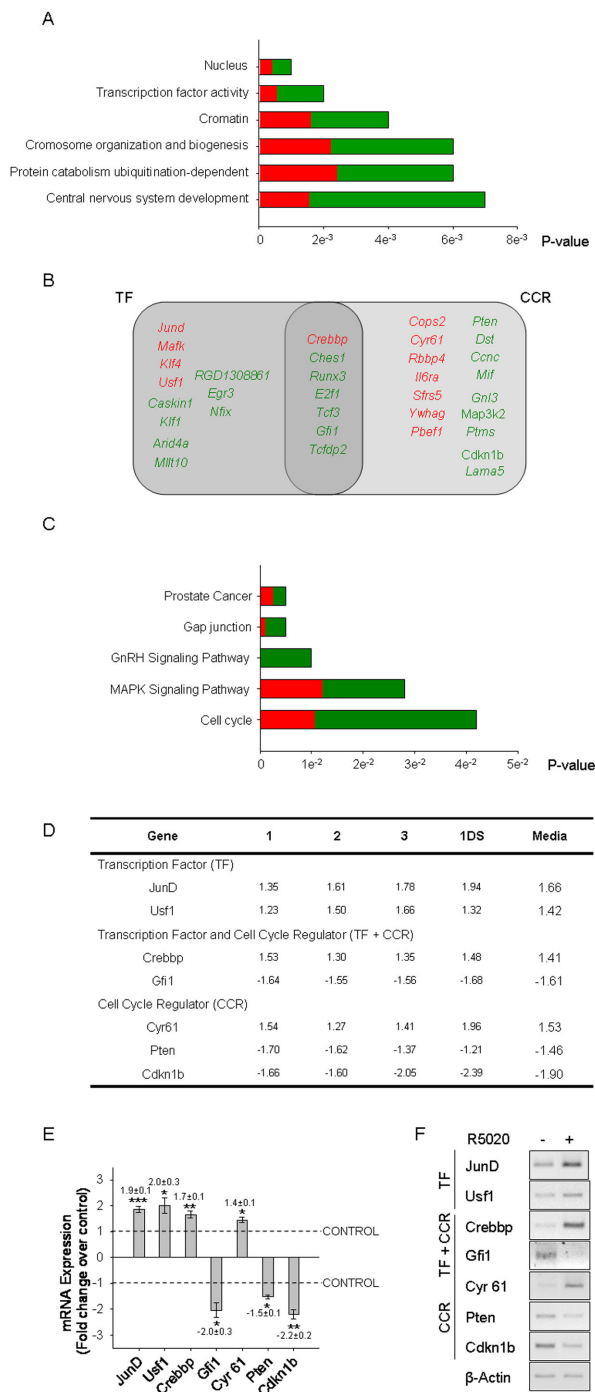 A
Nucleus
Transcripction factor activity
Cromatin
Cromosome organization and biogenesis
Protein catabolism ubiquitination-dependent
Central nervous system development
0 2e-3 4e-3 6e-3 8e-3
P-value
B
TF CCR
Jund
Mafk
Klf4
Usf1
Caskin1
Klf1
Arid4a
Mllt10
RGD1308861
Egr3
Nfix
Crebbp
Ches1
Runx3
E2f1
Tcf3
Gfi1
Tcfdp2
Cops2
Cyr61
Rbbp4
Il6ra
Sfrs5
Ywhag
Pbef1
Pten
Dst
Ccnc
Mif
Gnl3
Map3k2
Ptms
Cdkn1b
Lama5
C
Prostate Cancer
Gap junction
GnRH Signaling Pathway
MAPK Signaling Pathway
Cell cycle
0 1e-2 2e-2 3e-2 4e-2 5e-2
P-value
D
Gene 1 2 3 1DS Media
Transcription Factor (TF)
JunD 1.35 1.61 1.78 1.94 1.66
Usf1 1.23 1.50 1.66 1.32 1.42
Transcription Factor and Cell Cycle Regulator (TF + CCR)
Crebbp 1.53 1.30 1.35 1.48 1.41
Gfi1 -1.64 -1.55 -1.56 -1.68 -1.61
Cell Cycle Regulator (CCR)
Cyr61 1.54 1.27 1.41 1.96 1.53
Pten -1.70 -1.62 -1.37 -1.21 -1.46
Cdkn1b -1.66 -1.60 -2.05 -2.39 -1.90
E
mRNA Expression
(Fold change over control)
3
2
1
0
-1
-2
-3
1.9±0.1
***
2.0±0.3
*
1.7±0.1
**
-2.0±0.3
*
1.4±0.1
*
-1.5±0.1
*
-2.2±0.2
**
CONTROL
CONTROL
JunD
Usf1
Crebbp
Gfi1
Cyr 61
Pten
Cdkn1b
F
R5020 - +
TF
JunD
Usf1
TF + CCR
Crebbp
Gfi1
CCR
Cyr 61
Pten
Cdkn1b
β-Actin